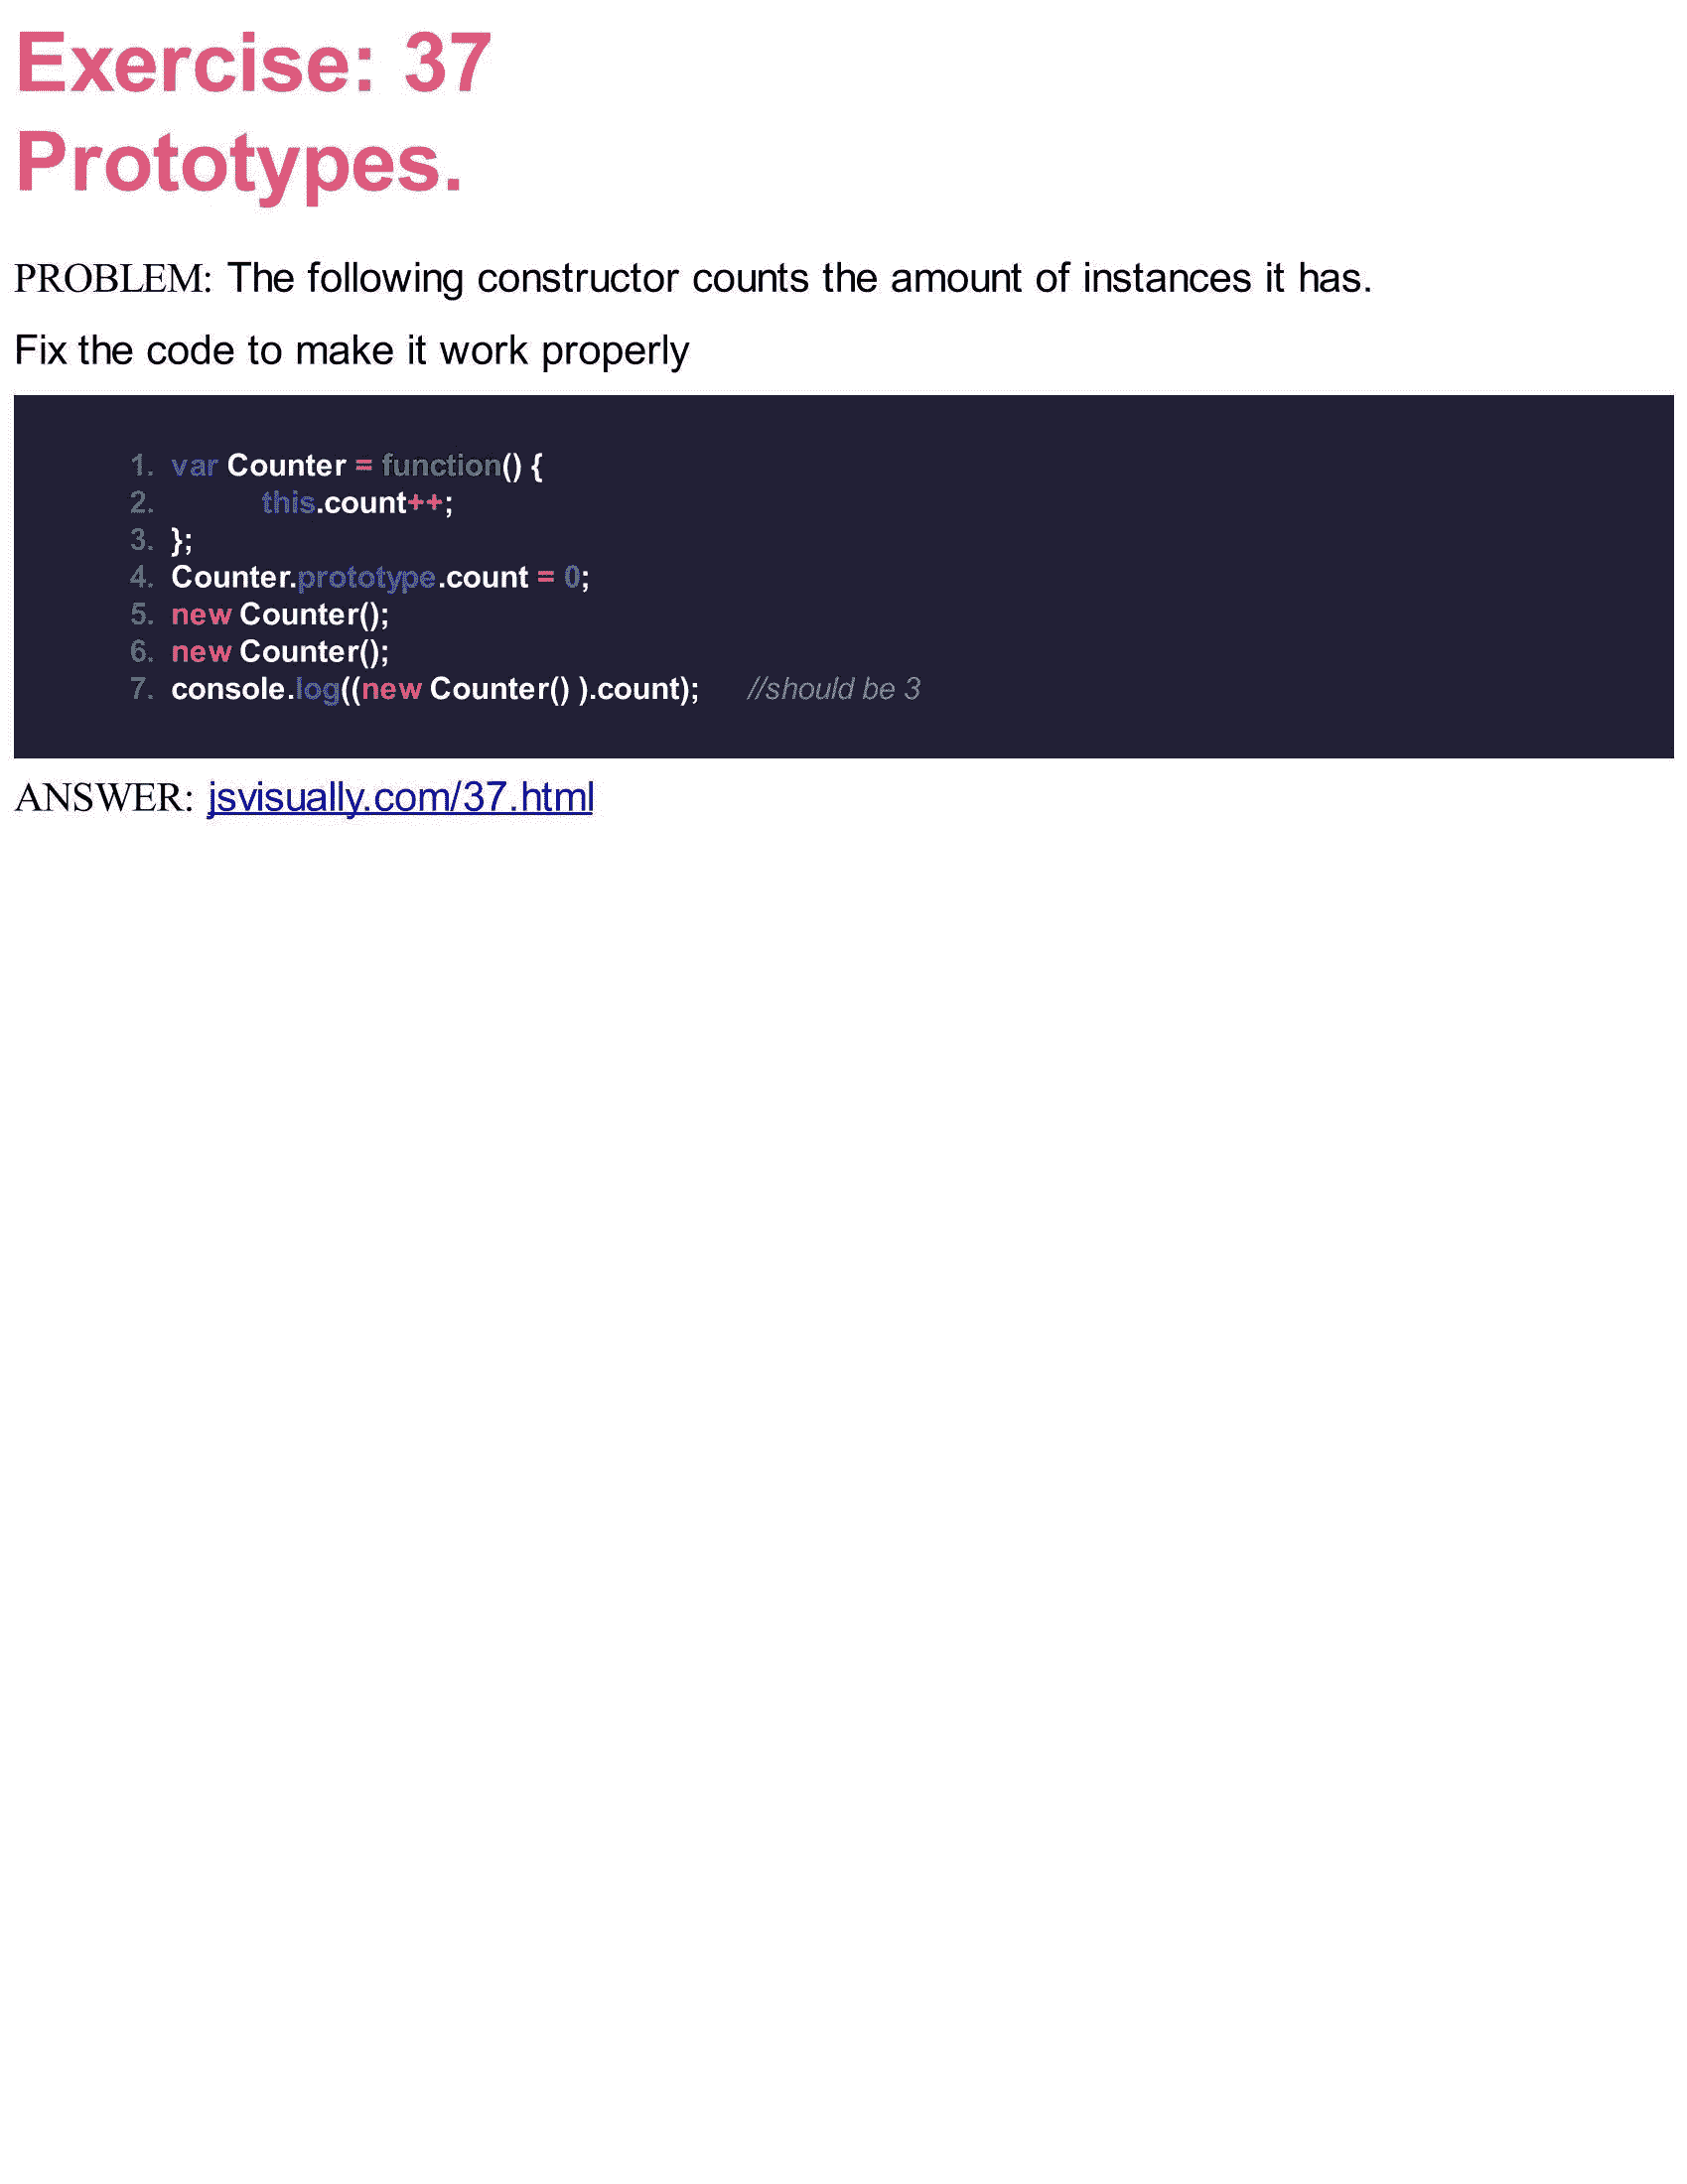 Exercise: 37
Prototypes.
PROBLEM: The following constructor counts the amount of instances it has.
Fix the code to make it work properly
1. var Counter = function() {
2. this.count++;
3. };
4. Counter.prototype.count = 0;
5. new Counter();
6. new Counter();
7. console.log((new Counter() ).count); //should be 3
ANSWER: jsvisually.com/37.html